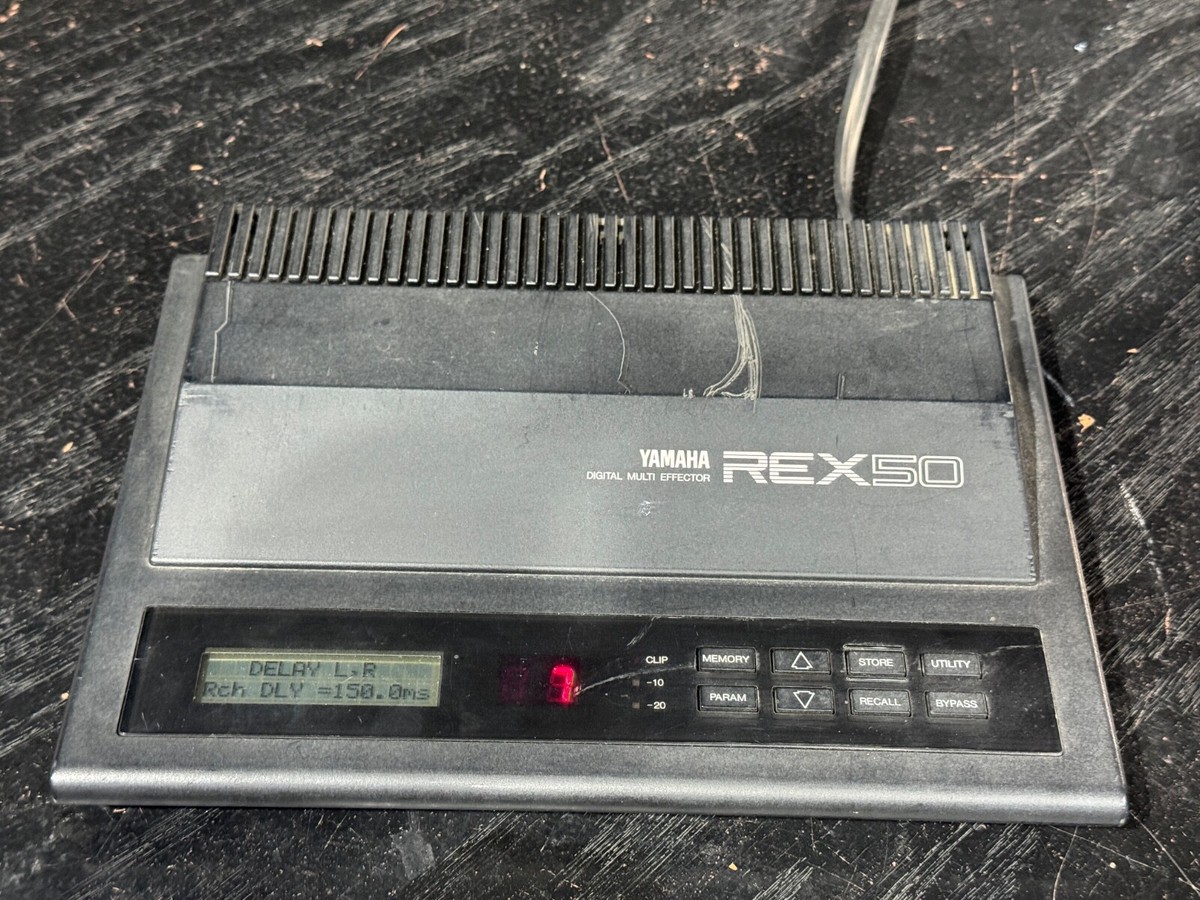 YAMAHA
DIGITAL MULTI EFFECTOR
REX50
DELAY L,R
Rch DLY =150.0ms
CLIP
-10
-20
MEMORY
STORE
UTILITY
PARAM
RECALL
BYPASS